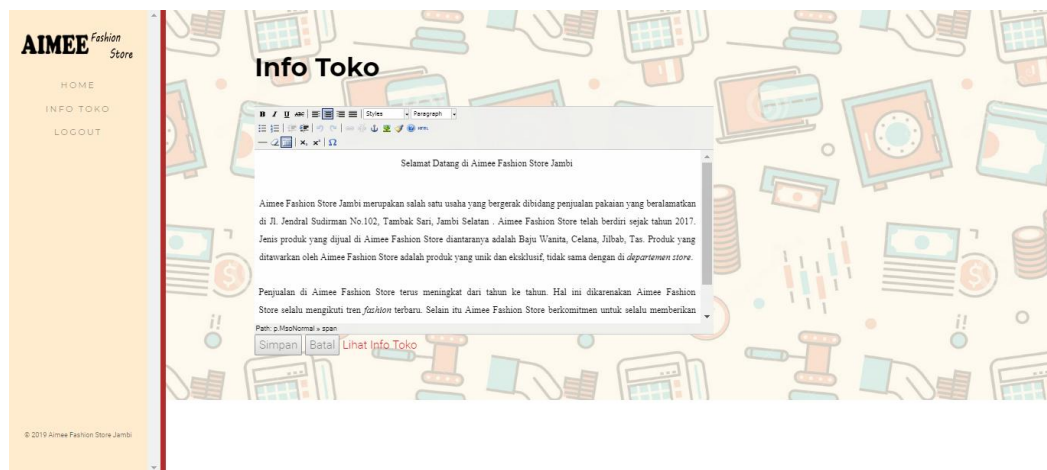 AIMEE Fashion
Store
HOME
INFO TOKO
LOGOUT
© 2019 Aimee Fashion Store Jambi
Info Toko
B I U ABC Styles Paragraph
HTML
Selamat Datang di Aimee Fashion Store Jambi
Aimee Fashion Store Jambi merupakan salah satu usaha yang bergerak dibidang penjualan pakaian yang beralamatkan
di Jl. Jendral Sudirman No.102, Tambak Sari, Jambi Selatan . Aimee Fashion Store telah berdiri sejak tahun 2017.
Jenis produk yang dijual di Aimee Fashion Store diantaranya adalah Baju Wanita, Celana, Jilbab, Tas. Produk yang
ditawarkan oleh Aimee Fashion Store adalah produk yang unik dan eksklusif, tidak sama dengan di departemen store.
Penjualan di Aimee Fashion Store terus meningkat dari tahun ke tahun. Hal ini dikarenakan Aimee Fashion
Store selalu mengikuti tren fashion terbaru. Selain itu Aimee Fashion Store berkomitmen untuk selalu memberikan
Path: p.MsoNormal » span
Simpan Batal Lihat Info Toko